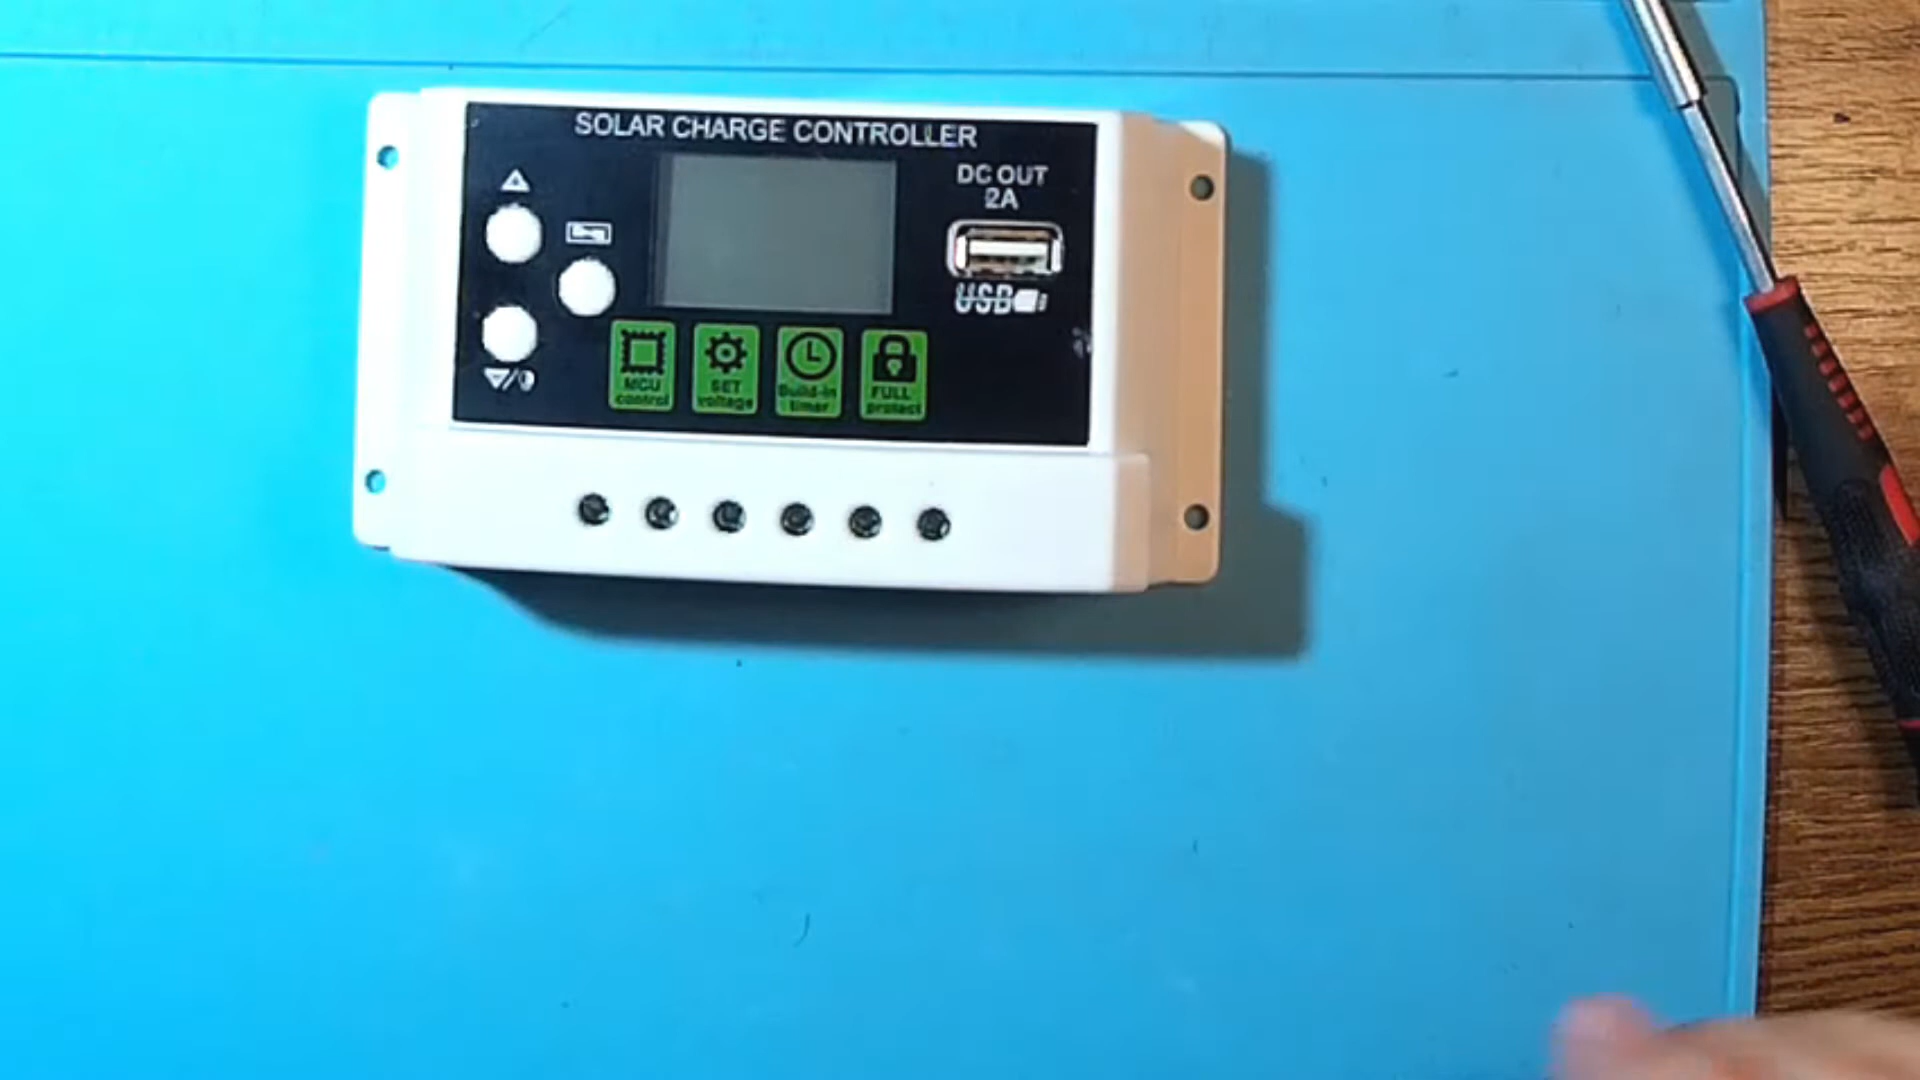 SOLAR CHARGE CONTROLLER
DC OUT
2A
USB
MCU
control
SET
voltage
Build-in
timer
FULL
protect